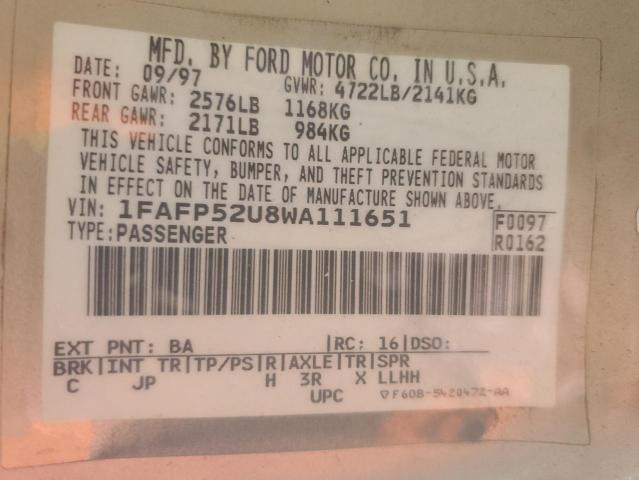 MFD. BY FORD MOTOR CO. IN U.S.A.
DATE: 09/97 GVWR: 4722LB/2141KG
FRONT GAWR: 2576LB 1168KG
REAR GAWR: 2171LB 984KG
THIS VEHICLE CONFORMS TO ALL APPLICABLE FEDERAL MOTOR
VEHICLE SAFETY, BUMPER, AND THEFT PREVENTION STANDARDS
IN EFFECT ON THE DATE OF MANUFACTURE SHOWN ABOVE.
VIN: 1FAFP52U8WA111651 F0097
TYPE:PASSENGER R0162
EXT PNT: BA |RC: 16|DSO:
BRK|INT TR|TP/PS|R|AXLE|TR|SPR
C JP H 3R X LLHH
UPC ▽F60B-5420472-AA